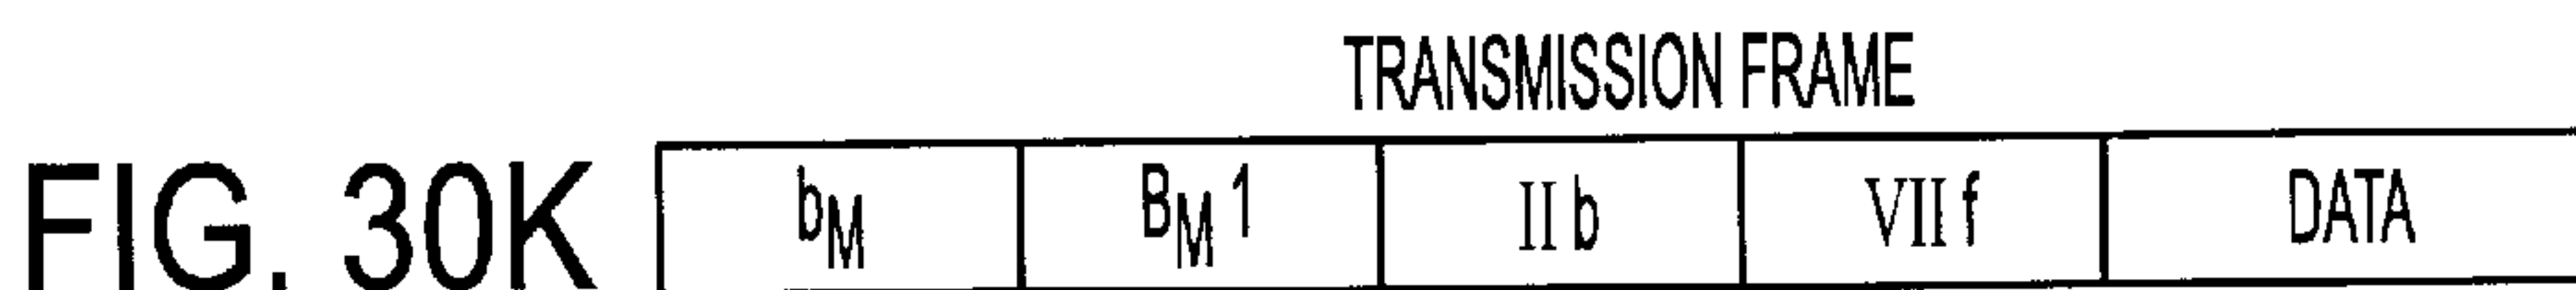 TRANSMISSION FRAME
FIG. 30K b_M B_M 1 II b VII f DATA